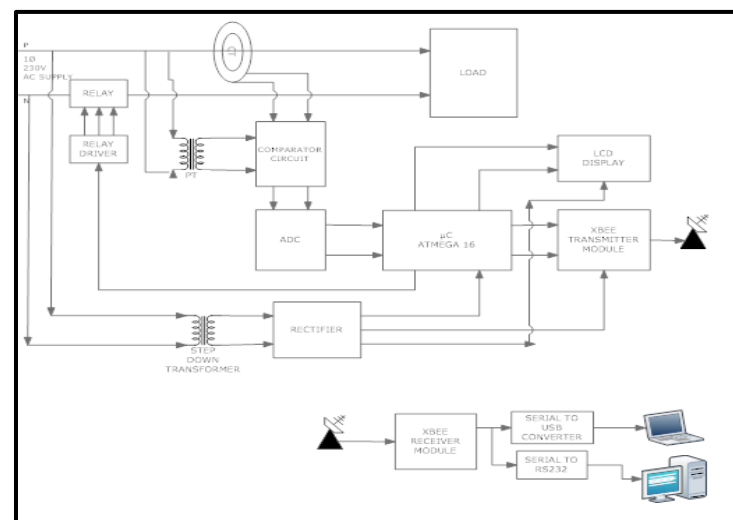 P
1Ø
230V
AC SUPPLY
N
RELAY
RELAY
DRIVER
CT
LOAD
PT
COMPARATOR
CIRCUIT
ADC
µC
ATMEGA 16
LCD
DISPLAY
XBEE
TRANSMITTER
MODULE
STEP
DOWN
TRANSFORMER
RECTIFIER
XBEE
RECEIVER
MODULE
SERIAL TO
USB
CONVERTER
SERIAL TO
RS232